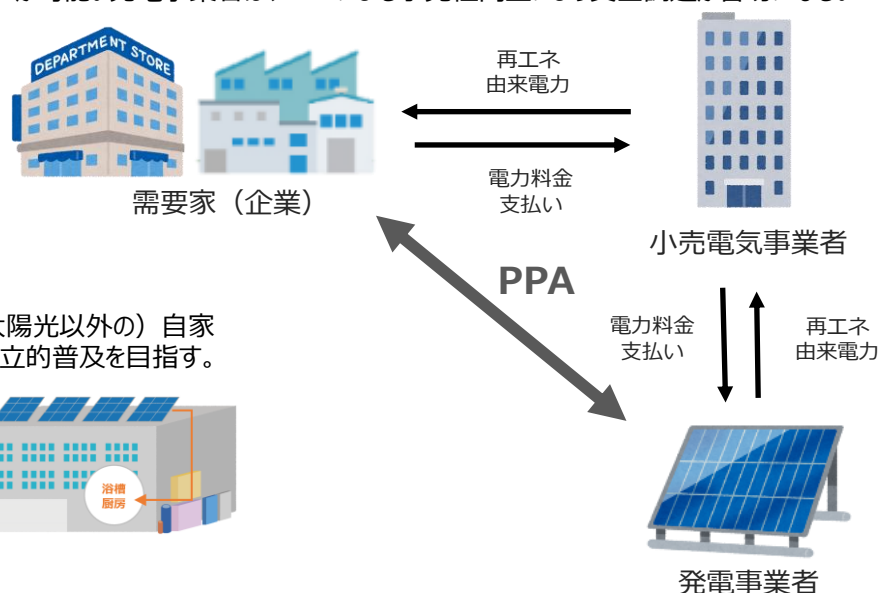 DEPARTMENT STORE
再エネ
由来電力
電力料金
支払い
需要家（企業）
小売電気事業者
PPA
電力料金
支払い
再エネ
由来電力
陽光以外の）自家
立的普及を目指す。
浴槽
厨房
発電事業者